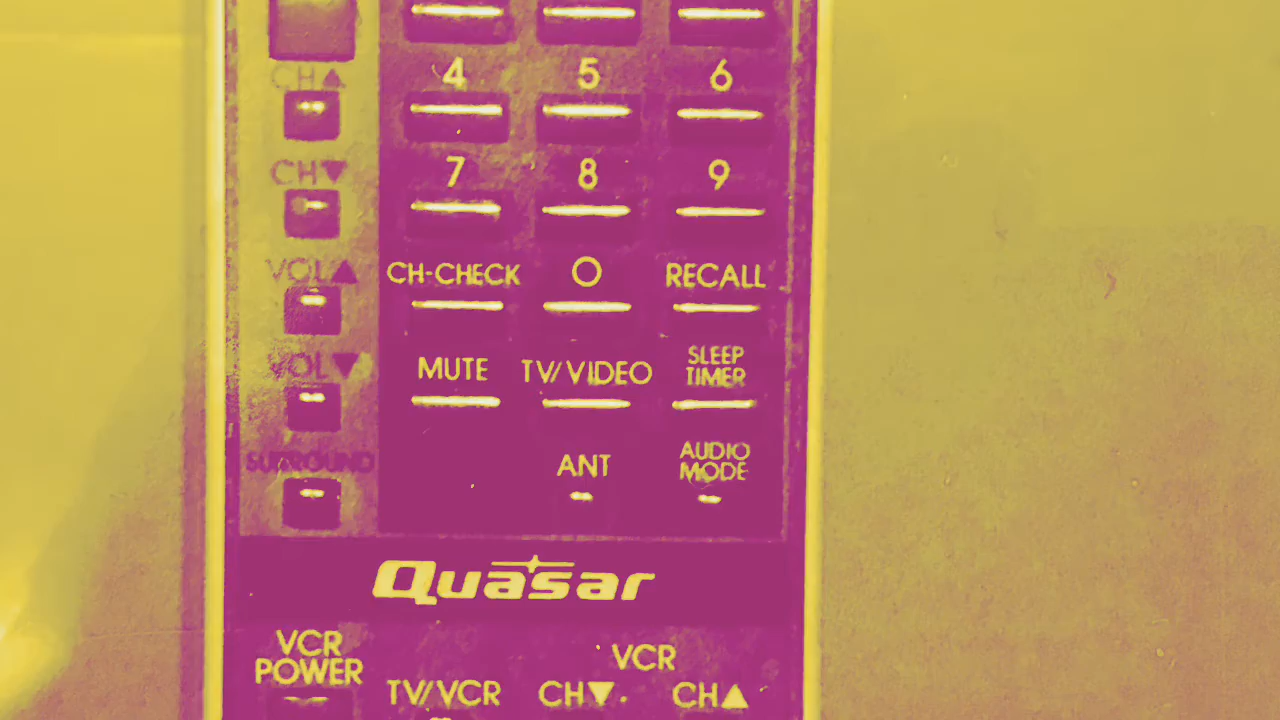 CH▲ 4 5 6
CH▼ 7 8 9
VOL▲ CH-CHECK 0 RECALL
VOL▼ MUTE TV/VIDEO SLEEP TIMER
SURROUND ANT AUDIO MODE
Quasar
VCR POWER VCR
TV/VCR CH▼ CH▲